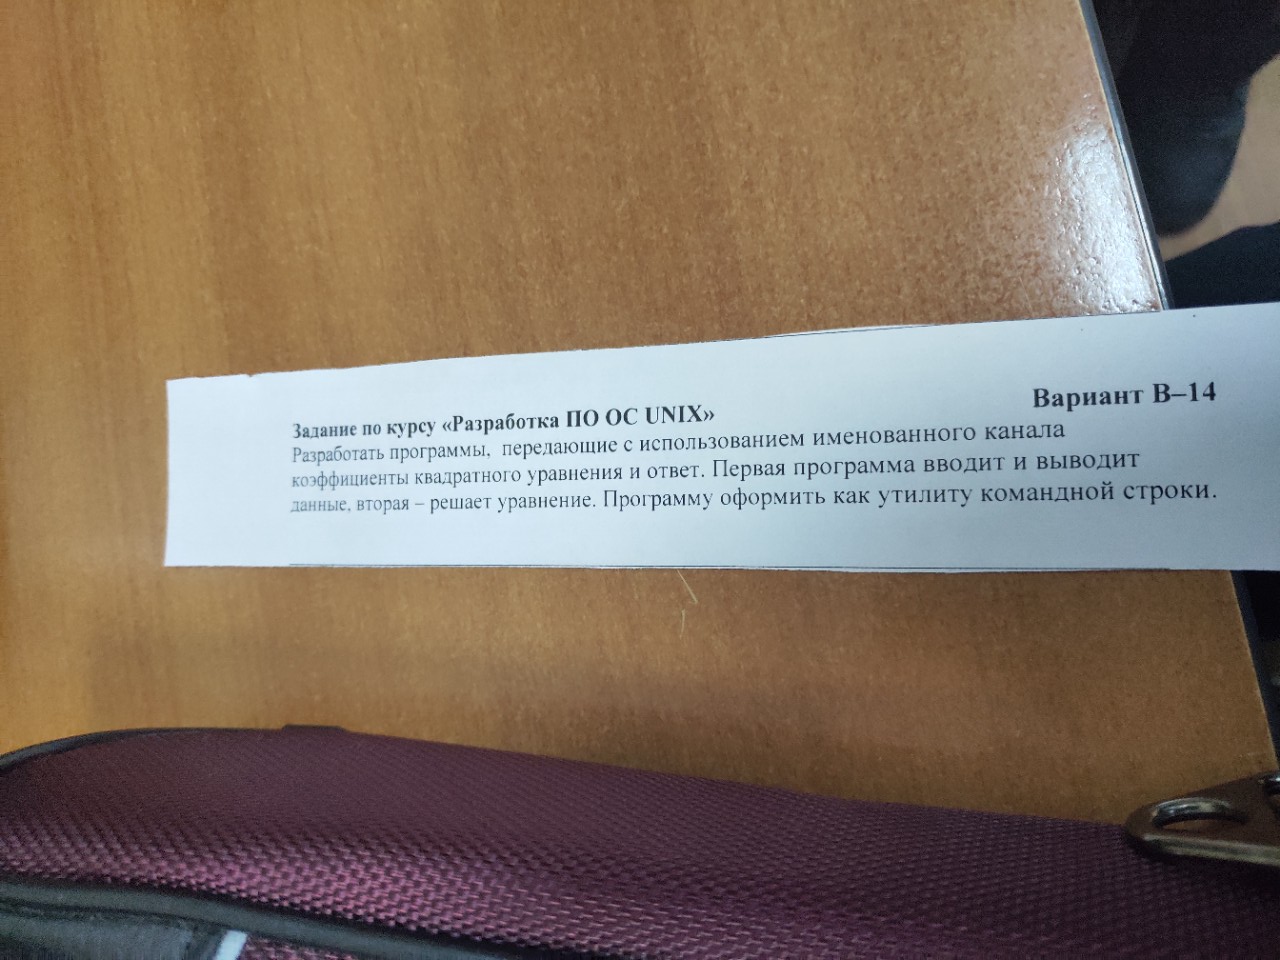 Вариант В–14
Задание по курсу «Разработка ПО ОС UNIX»
Разработать программы, передающие с использованием именованного канала
коэффициенты квадратного уравнения и ответ. Первая программа вводит и выводит
данные, вторая – решает уравнение. Программу оформить как утилиту командной строки.